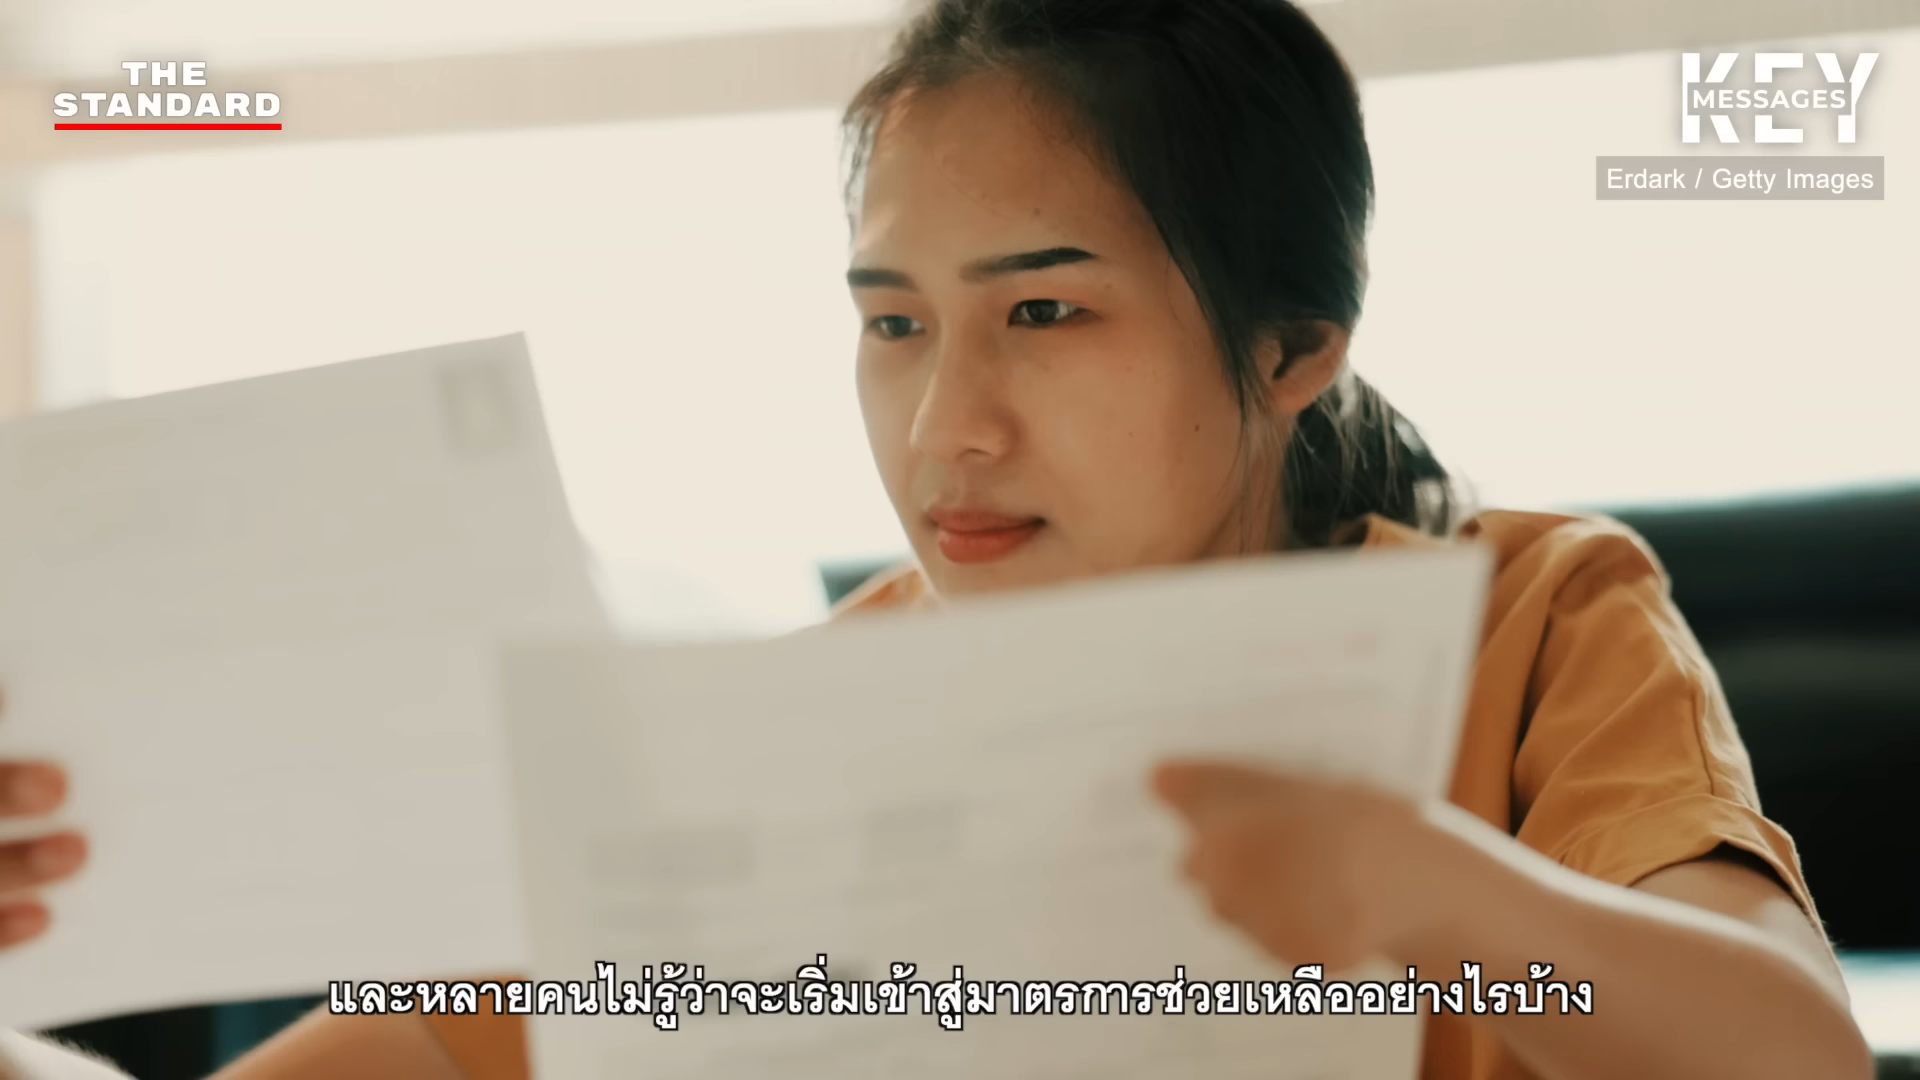 THE
STANDARD
KEY
MESSAGES
Erdark / Getty Images
และหลายคนไม่รู้ว่าจะเริ่มเข้าสู่มาตรการช่วยเหลืออย่างไรบ้าง